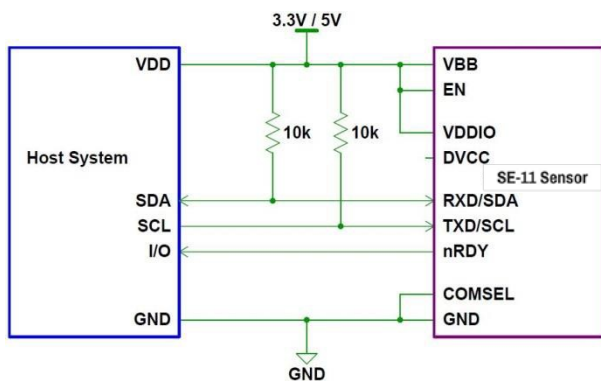 3.3V / 5V
VDD
VBB
EN
10k
10k
VDDIO
Host System
DVCC
SE-11 Sensor
SDA
RXD/SDA
SCL
TXD/SCL
I/O
nRDY
COMSEL
GND
GND
GND